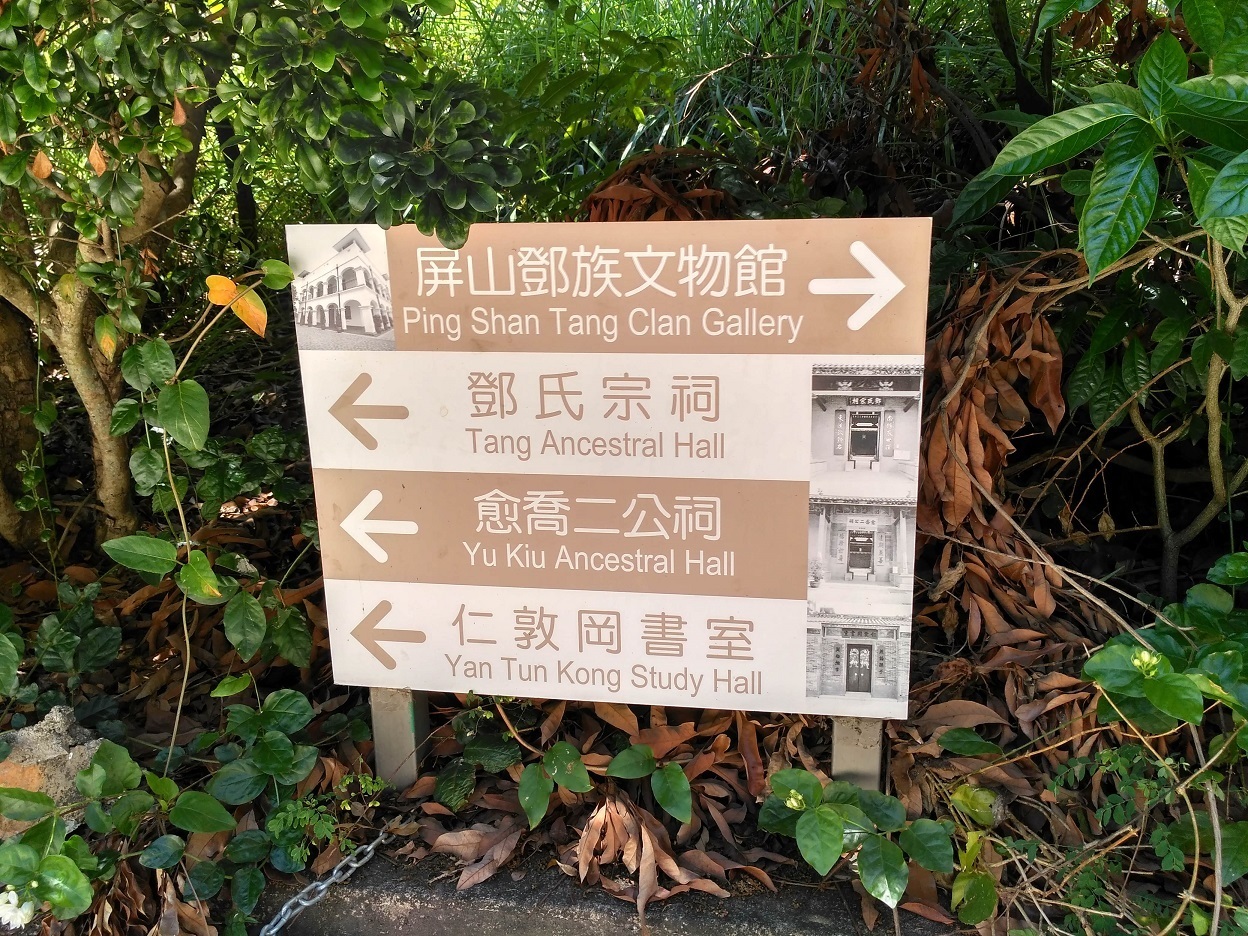 屏山鄧族文物館
Ping Shan Tang Clan Gallery
鄧氏宗祠
Tang Ancestral Hall
愈喬二公祠
Yu Kiu Ancestral Hall
仁敦岡書室
Yan Tun Kong Study Hall